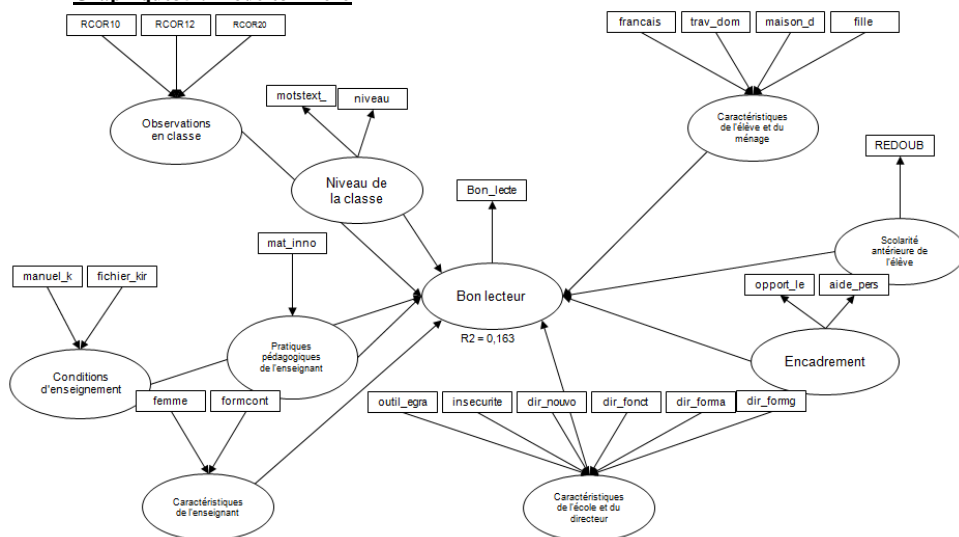 RCOR10
RCOR12
RCOR20
francais
trav_dom
maison_d
fille
motstext_
niveau
Observations
en classe
Caractéristiques
de l'élève et du
ménage
REDOUB
Niveau de
la classe
Bon_lecte
mat_inno
Scolarité
antérieure de
l'élève
manuel_k
fichier_kir
opport_le
aide_pers
Bon lecteur
R2 = 0,163
Pratiques
pédagogiques
de l'enseignant
Encadrement
Conditions
d'enseignement
femme
formcont
outil_egra
insecurite
dir_nouvo
dir_fonct
dir_forma
dir_formg
Caractéristiques
de l'enseignant
Caractéristiques
de l'école et du
directeur